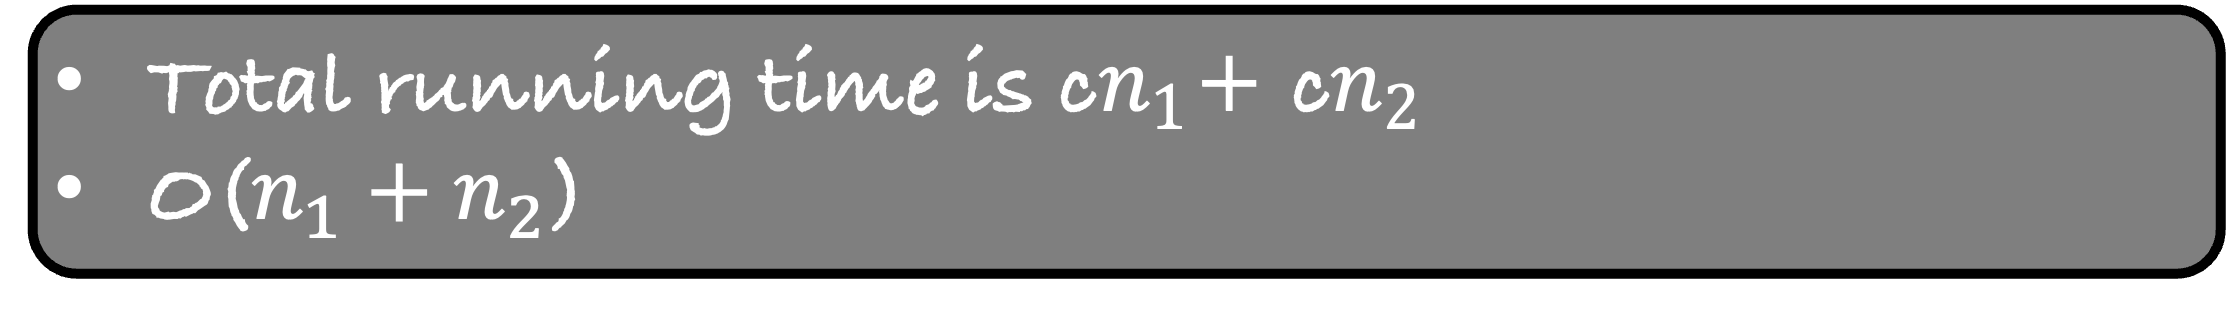 • Total running time is cn₁ + cn₂
• O(n₁ + n₂)